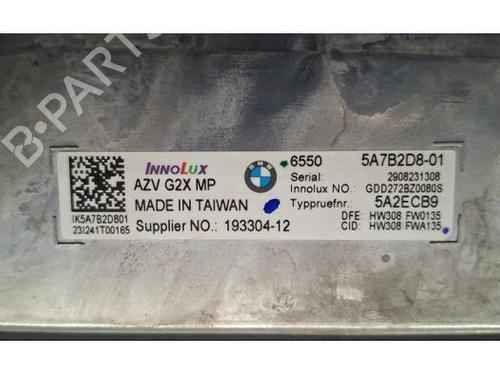 B-PARTS
INNOLUX
AZV G2X MP
MADE IN TAIWAN
Supplier NO.: 193304-12
IK5A7B2D801
23I241T00165
BMW
6550 5A7B2D8-01
Serial: 2908231308
Innolux NO.: GDD272BZ0080S
Typpruefnr.: 5A2ECB9
DFE: HW308 FW0135
CID: HW308 FWA135